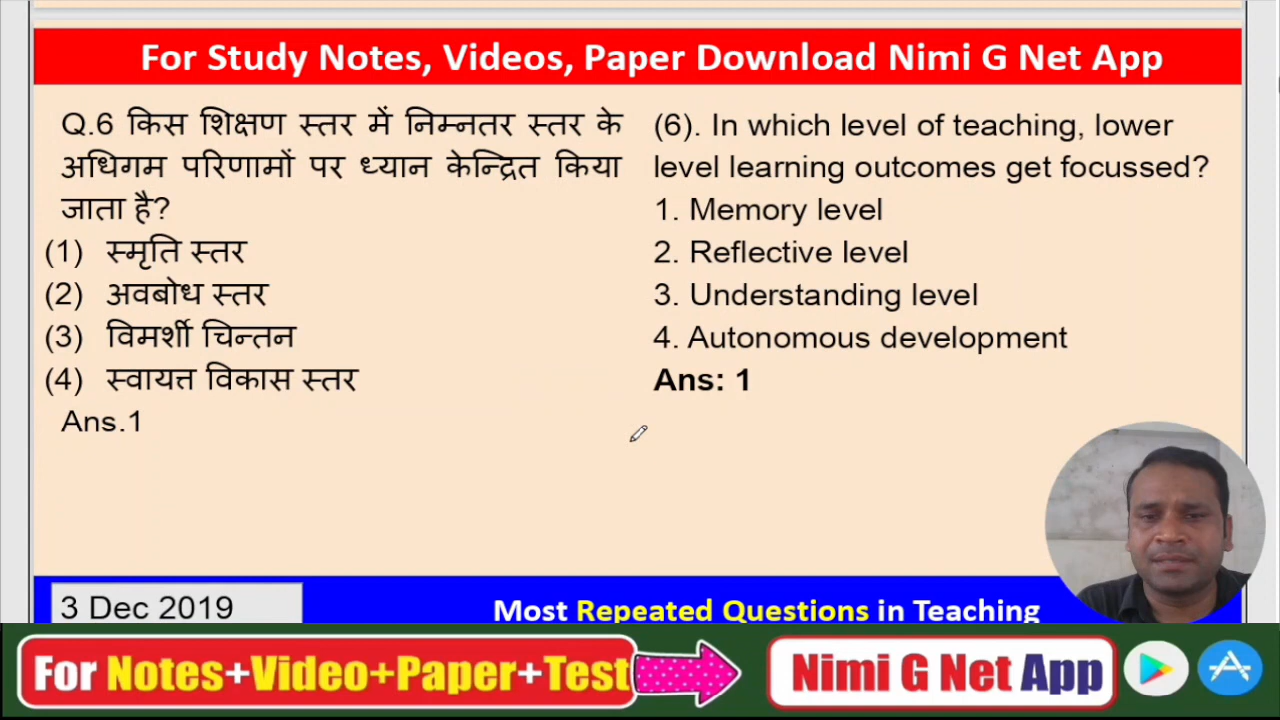 For Study Notes, Videos, Paper Download Nimi G Net App
Q.6 किस शिक्षण स्तर में निम्नतर स्तर के
अधिगम परिणामों पर ध्यान केन्द्रित किया
जाता है?
(1) स्मृति स्तर
(2) अवबोध स्तर
(3) विमर्शी चिन्तन
(4) स्वायत्त विकास स्तर
Ans.1
(6). In which level of teaching, lower
level learning outcomes get focussed?
1. Memory level
2. Reflective level
3. Understanding level
4. Autonomous development
Ans: 1
3 Dec 2019
Most Repeated Questions in Teaching
For Notes+Video+Paper+Test
Nimi G Net App